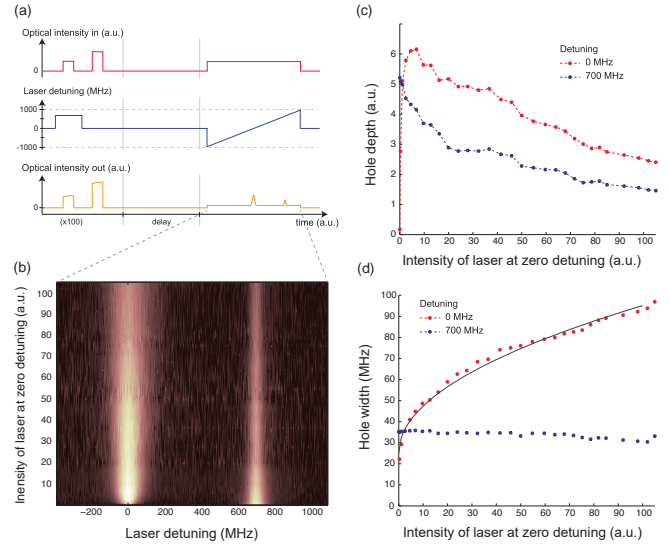 (a)
Optical intensity in (a.u.)
0
Laser detuning (MHz)
1000
0
-1000
Optical intensity out (a.u.)
0
(x100)
delay
time (a.u.)
(b)
Inensity of laser at zero detuning (a.u.)
100
90
80
70
60
50
40
30
20
10
−200
0
200
400
600
800
1000
Laser detuning (MHz)
(c)
Hole depth (a.u.)
6
5
4
3
2
1
0
Detuning
0 MHz
700 MHz
0 10 20 30 40 50 60 70 80 90 100
Intensity of laser at zero detuning (a.u.)
(d)
Hole width (MHz)
100
90
80
70
60
50
40
30
20
10
0
Detuning
0 MHz
700 MHz
0 10 20 30 40 50 60 70 80 90 100
Intensity of laser at zero detuning (a.u.)